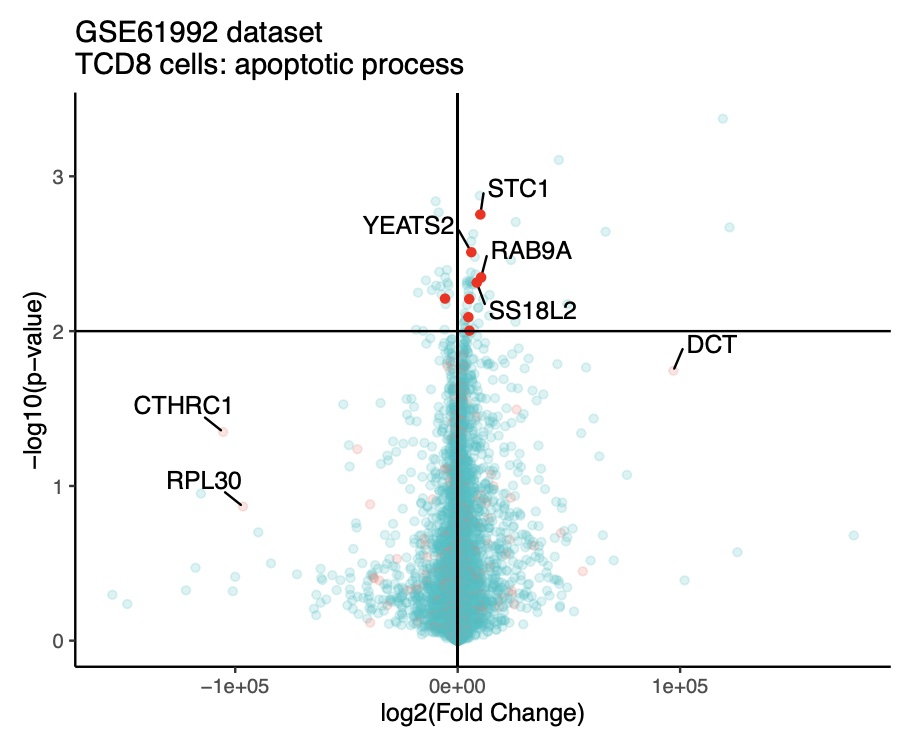 GSE61992 dataset
TCD8 cells: apoptotic process
3
STC1
YEATS2
RAB9A
SS18L2
2
DCT
CTHRC1
RPL30
1
0
−log10(p−value)
−1e+05
0e+00
1e+05
log2(Fold Change)